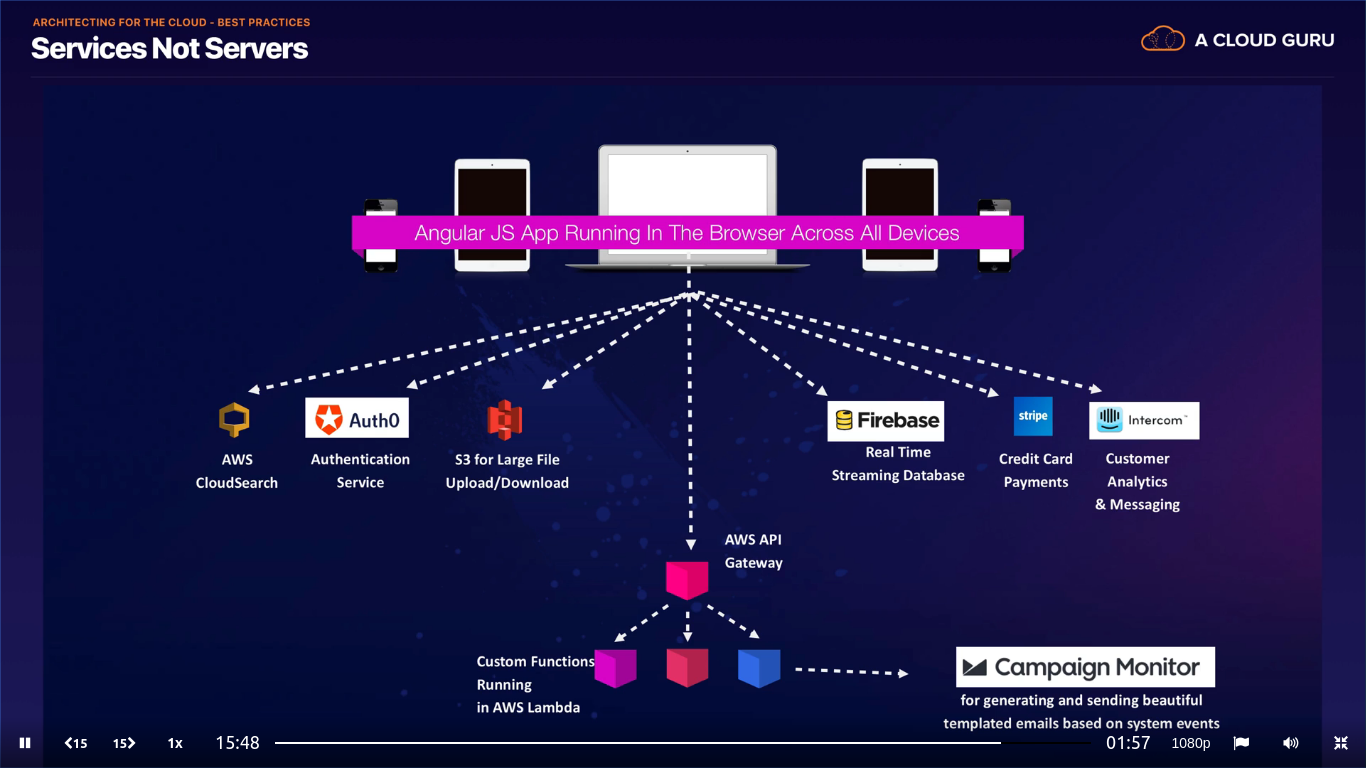 ARCHITECTING FOR THE CLOUD - BEST PRACTICES
Services Not Servers
A CLOUD GURU
Angular JS App Running In The Browser Across All Devices
AWS
CloudSearch
Auth0
Authentication
Service
S3 for Large File
Upload/Download
Firebase
Real Time
Streaming Database
stripe
Credit Card
Payments
Intercom™
Customer
Analytics
& Messaging
AWS API
Gateway
Custom Functions
Running
in AWS Lambda
Campaign Monitor
for generating and sending beautiful
templated emails based on system events
15
15
1x
15:48
01:57
1080p